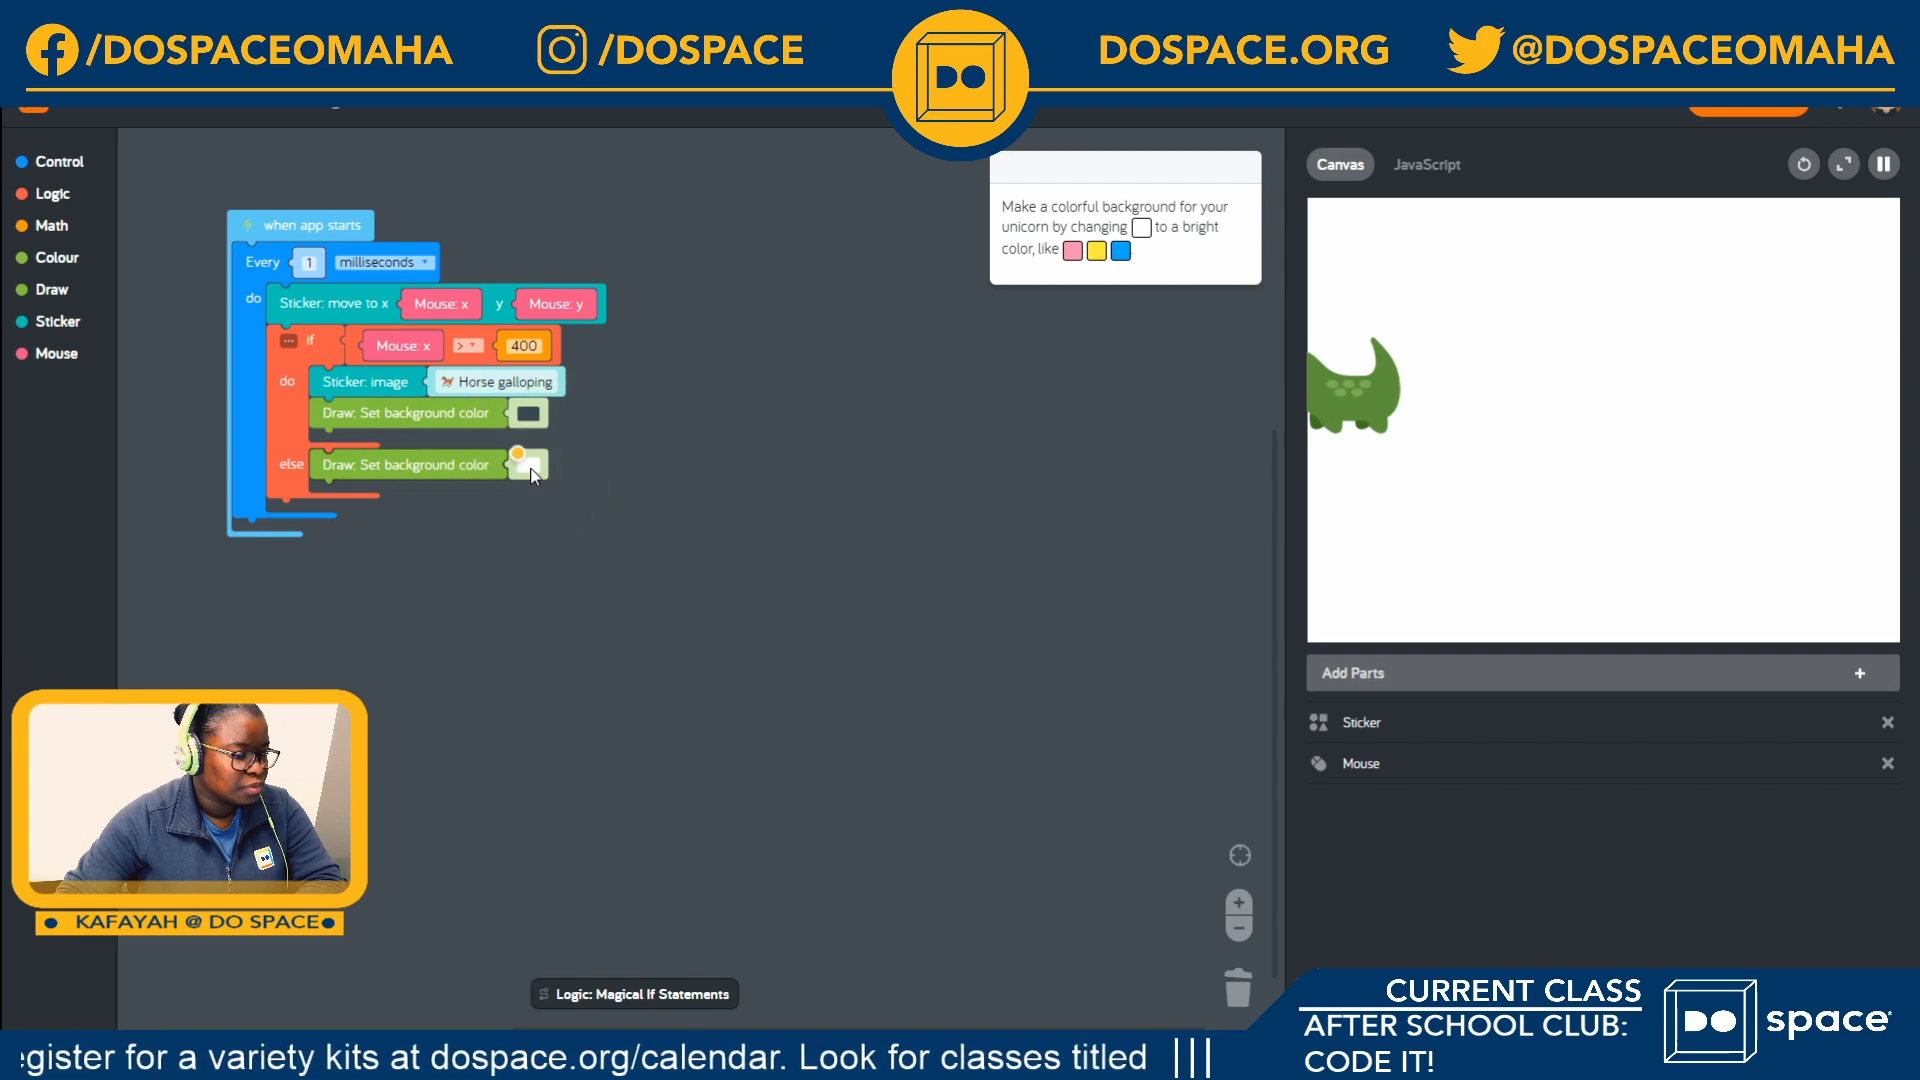 /DOSPACEOMAHA
/DOSPACE
DO
DOSPACE.ORG
@DOSPACEOMAHA
Control
Logic
Math
Colour
Draw
Sticker
Mouse
when app starts
Every 1 milliseconds
do Sticker: move to x Mouse: x y Mouse: y
if Mouse: x > 400
do Sticker: image Horse galloping
Draw: Set background color
else Draw: Set background color
Make a colorful background for your
unicorn by changing to a bright
color, like
Canvas JavaScript
Add Parts +
Sticker
Mouse
KAFAYAH @ DO SPACE
Logic: Magical If Statements
CURRENT CLASS
AFTER SCHOOL CLUB:
CODE IT!
DO space
gister for a variety kits at dospace.org/calendar. Look for classes titled |||